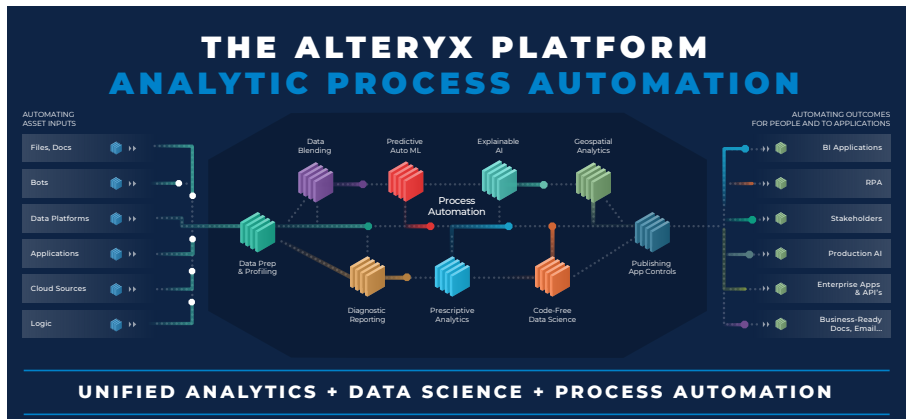 THE ALTERYX PLATFORM
ANALYTIC PROCESS AUTOMATION
AUTOMATING
ASSET INPUTS
Files, Docs
Bots
Data Platforms
Applications
Cloud Sources
Logic
Data Prep
& Profiling
Data
Blending
Predictive
Auto ML
Explainable
AI
Geospatial
Analytics
Process
Automation
Diagnostic
Reporting
Prescriptive
Analytics
Code-Free
Data Science
Publishing
App Controls
AUTOMATING OUTCOMES
FOR PEOPLE AND TO APPLICATIONS
BI Applications
RPA
Stakeholders
Production AI
Enterprise Apps
& API's
Business-Ready
Docs, Email...
UNIFIED ANALYTICS + DATA SCIENCE + PROCESS AUTOMATION